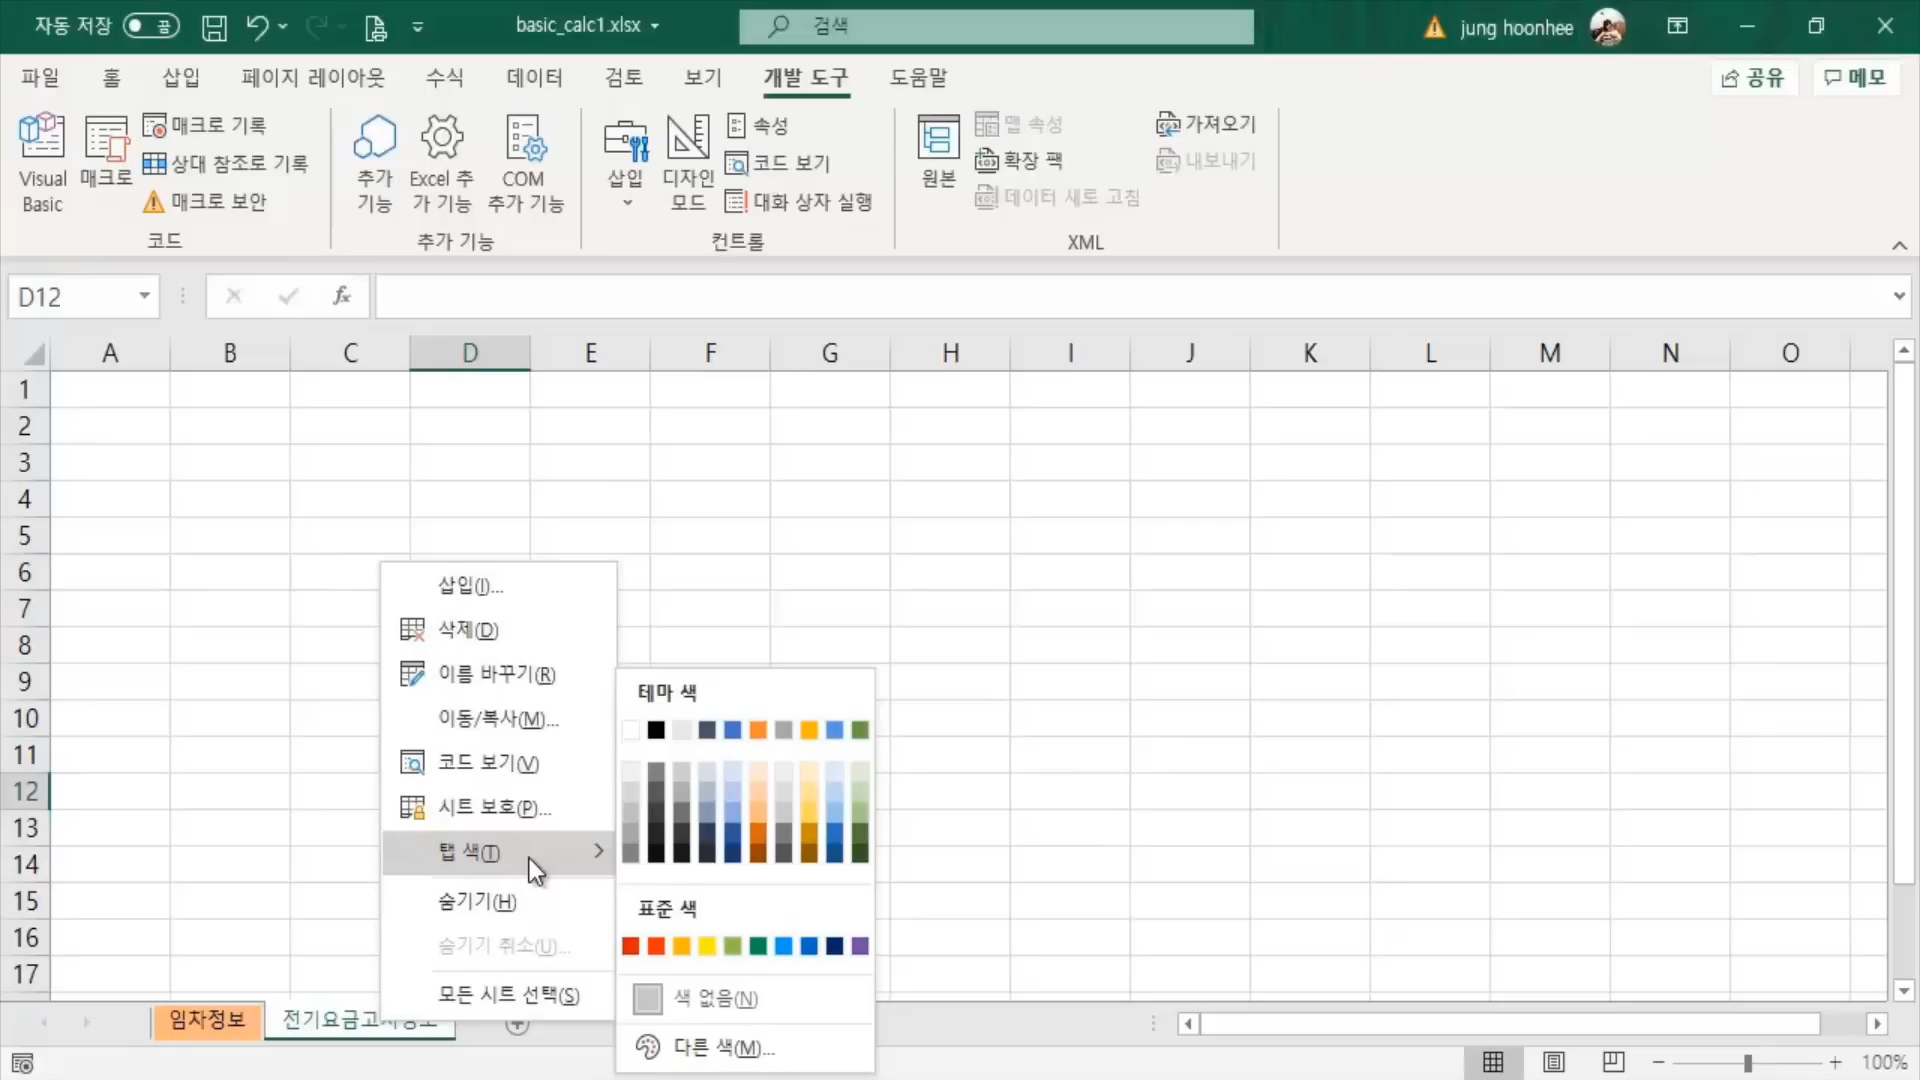 자동 저장 끔 basic_calc1.xlsx 검색 jung hoonhee
파일 홈 삽입 페이지 레이아웃 수식 데이터 검토 보기 개발 도구 도움말 공유 메모
Visual Basic
매크로
매크로 기록
상대 참조로 기록
매크로 보안
코드
추가 기능
Excel 추가 기능
COM 추가 기능
추가 기능
삽입
디자인 모드
속성
코드 보기
대화 상자 실행
컨트롤
원본
맵 속성
확장 팩
데이터 새로 고침
가져오기
내보내기
XML
D12 fx
A B C D E F G H I J K L M N O
1
2
3
4
5
6
7
8
9
10
11
12
13
14
15
16
17
삽입(I)...
삭제(D)
이름 바꾸기(R)
이동/복사(M)...
코드 보기(V)
시트 보호(P)...
탭 색(T)
숨기기(H)
숨기기 취소(U)...
모든 시트 선택(S)
테마 색
표준 색
색 없음(N)
다른 색(M)...
임차정보
100%